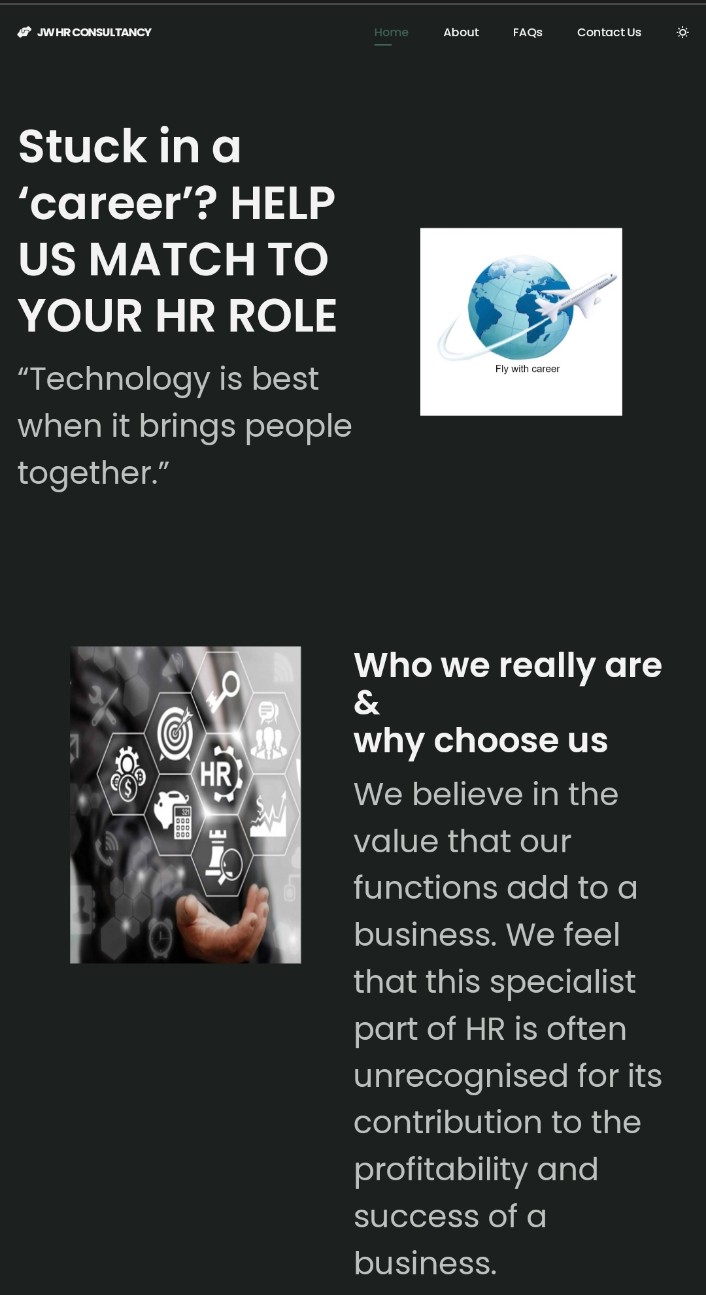 JW HR CONSULTANCY
Home About FAQs Contact Us
Stuck in a
‘career’? HELP
US MATCH TO
YOUR HR ROLE
“Technology is best
when it brings people
together.”
Fly with career
HR
Who we really are
&
why choose us
We believe in the
value that our
functions add to a
business. We feel
that this specialist
part of HR is often
unrecognised for its
contribution to the
profitability and
success of a
business.